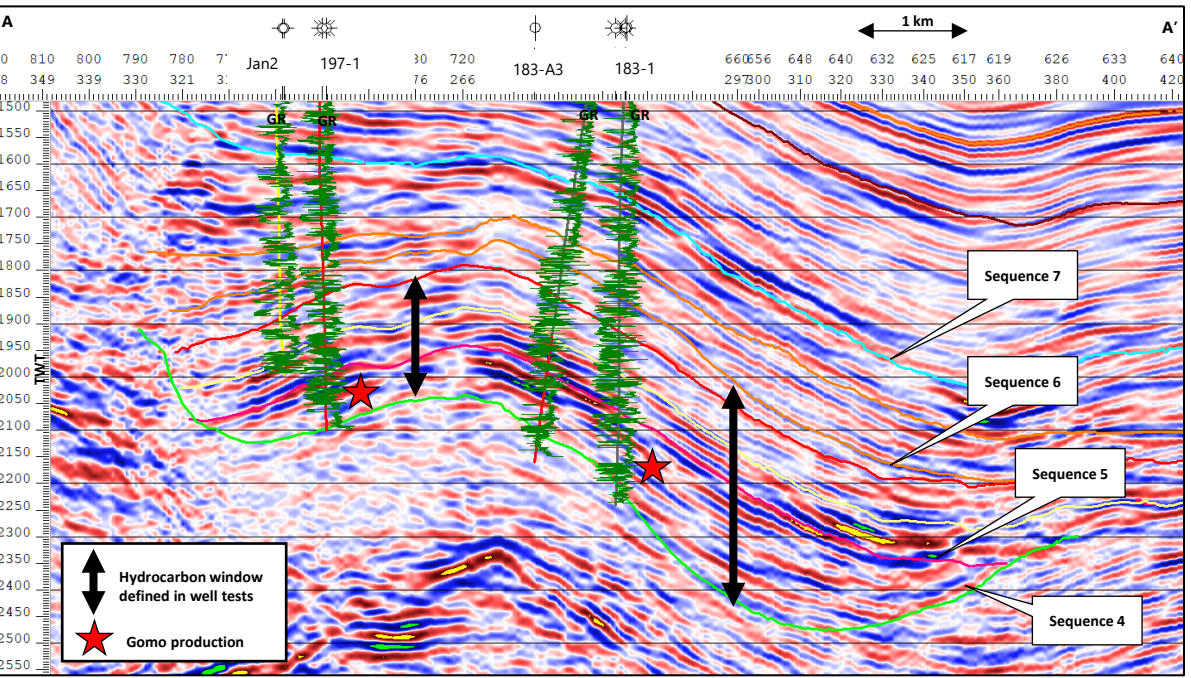 A 1 km A'
0 810 800 790 780 720 660 656 648 640 632 625 617 619 626 633 640
Jan2 197-1 183-A3 183-1
8 349 339 330 321 76 266 297 300 310 320 330 340 350 360 380 400 420
GR GR GR GR
1500
1550
1600
1650
1700
1750
Sequence 7
1800
1850
1900
1950
TWT
Sequence 6
2000
2050
2100
2150
Sequence 5
2200
2250
2300
2350
Hydrocarbon window
defined in well tests
2400
Sequence 4
2450
Gomo production
2500
2550